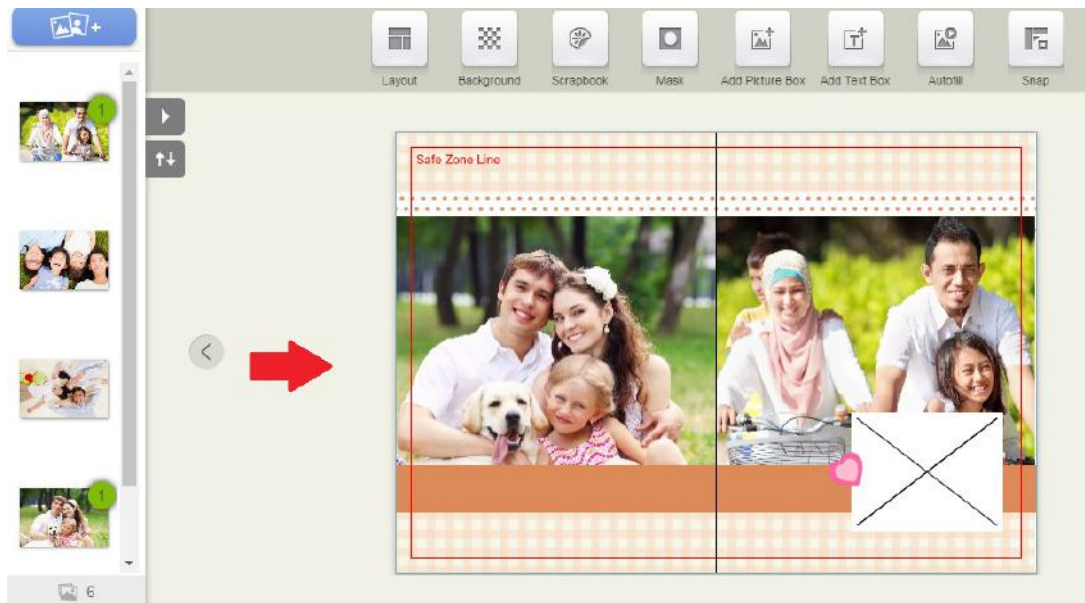 Layout
Background
Scrapbook
Mask
Add Picture Box
Add Text Box
Autofill
Snap
1
Safe Zone Line
1
6